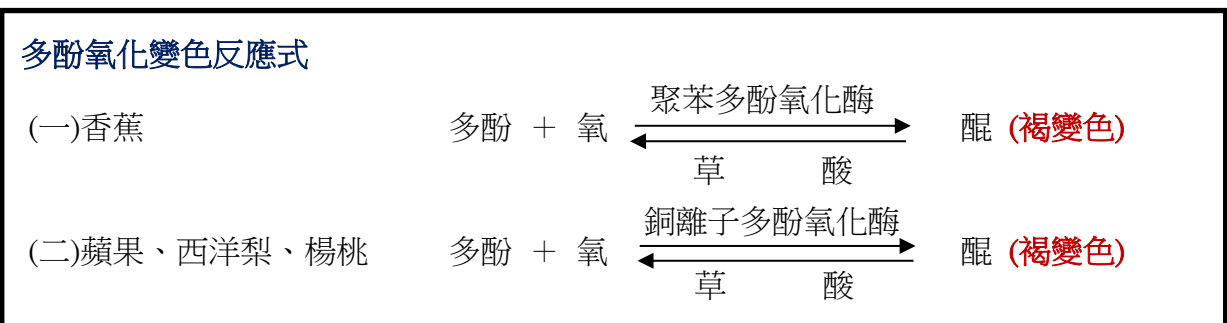 多酚氧化變色反應式
聚苯多酚氧化酶
(一)香蕉 多酚 + 氧 醌 (褐變色)
草 酸
銅離子多酚氧化酶
(二)蘋果、西洋梨、楊桃 多酚 + 氧 醌 (褐變色)
草 酸